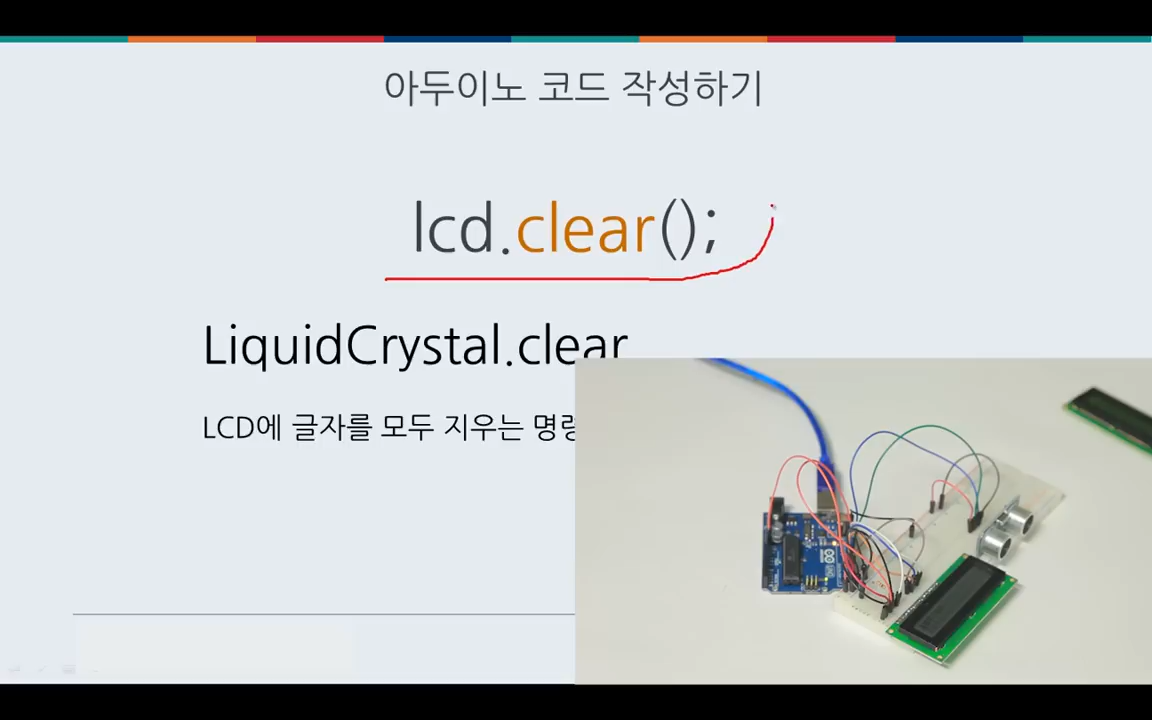 아두이노 코드 작성하기
lcd.clear();
LiquidCrystal.clear
LCD에 글자를 모두 지우는